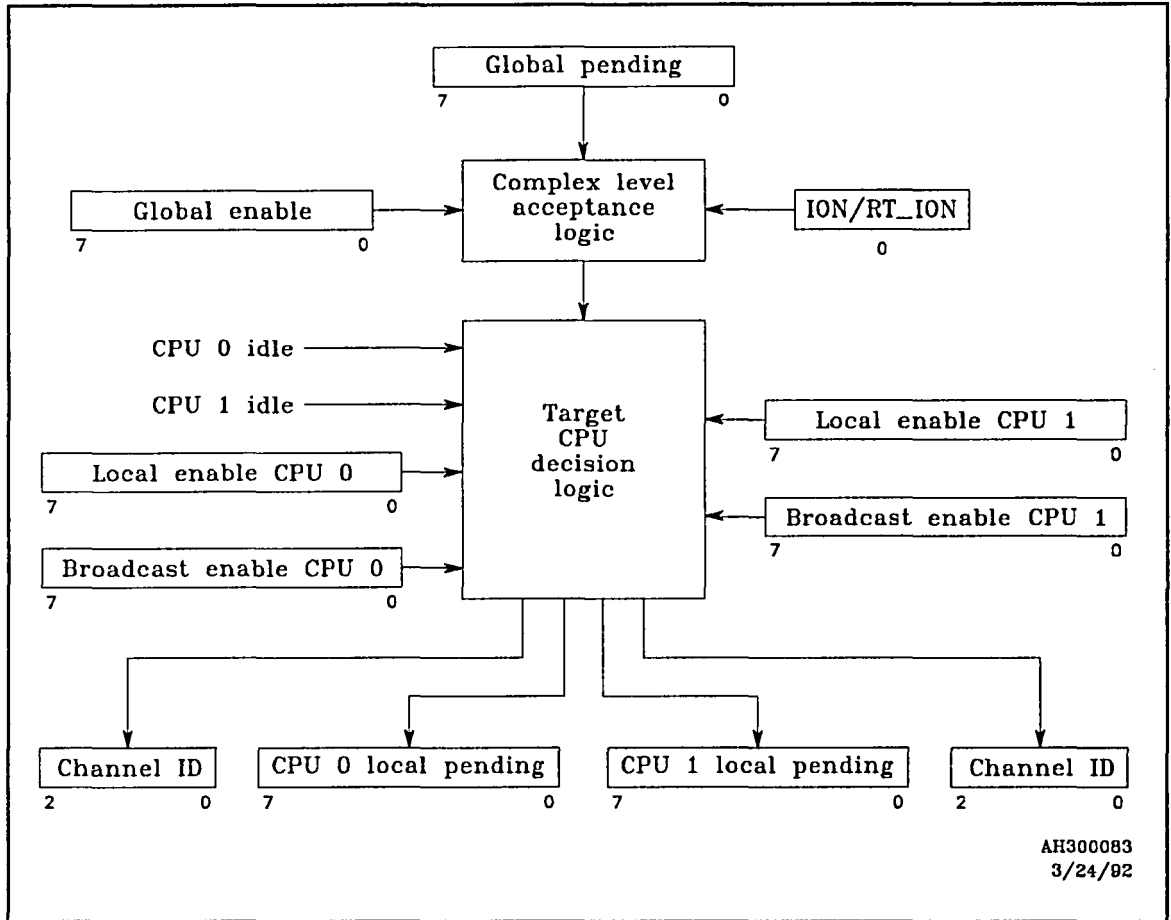 Global pending
7 0
Complex level
acceptance
logic
Global enable
7 0
ION/RT_ION
0
CPU 0 idle
CPU 1 idle
Target
CPU
decision
logic
Local enable CPU 1
7 0
Local enable CPU 0
7 0
Broadcast enable CPU 1
7 0
Broadcast enable CPU 0
7 0
Channel ID
2 0
CPU 0 local pending
7 0
CPU 1 local pending
7 0
Channel ID
2 0
AH300083
3/24/92